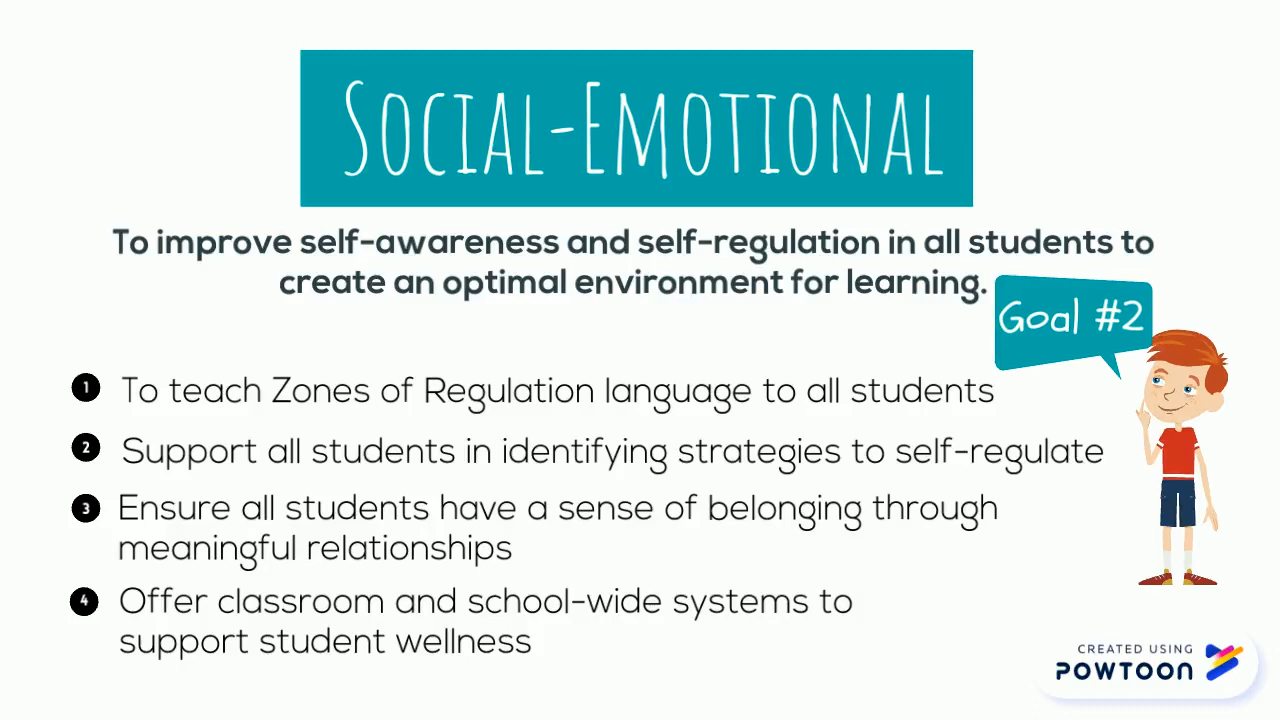 SOCIAL-EMOTIONAL
To improve self-awareness and self-regulation in all students to
create an optimal environment for learning.
Goal #2
1 To teach Zones of Regulation language to all students
2 Support all students in identifying strategies to self-regulate
3 Ensure all students have a sense of belonging through
meaningful relationships
4 Offer classroom and school-wide systems to
support student wellness
CREATED USING
POWTOON